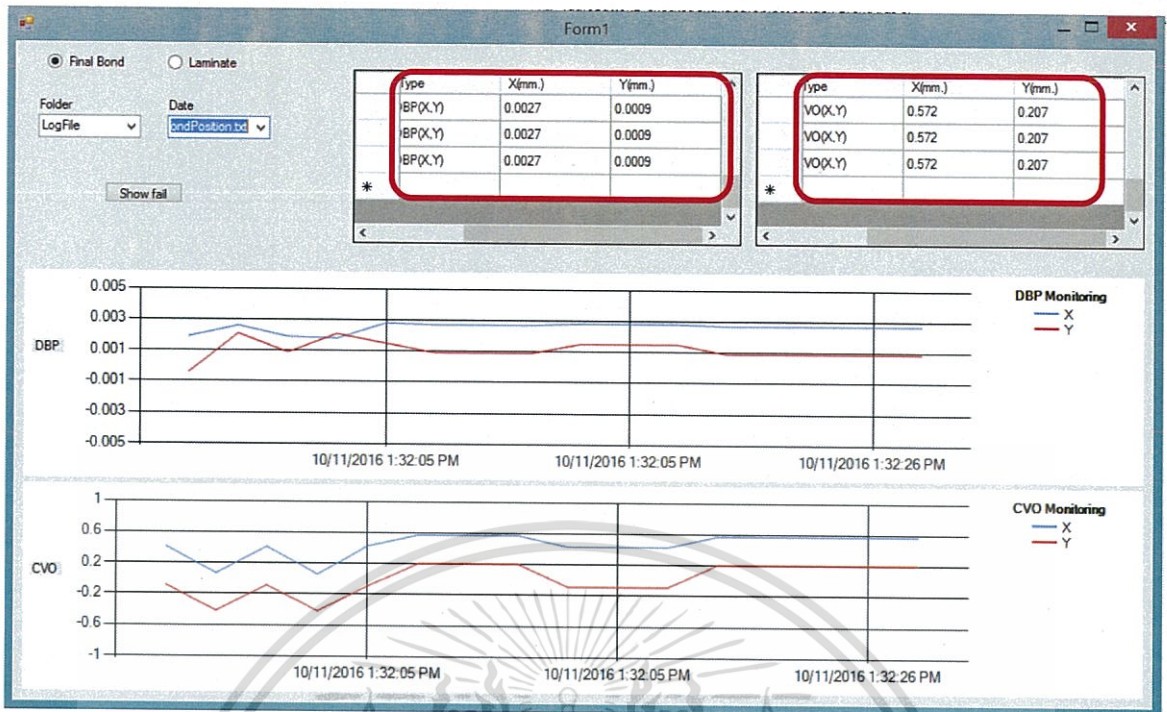 Form1
Final Bond Laminate
Folder Date
LogFile ondPosition.txt
Show fail
Type X(mm.) Y(mm.)
BP(X,Y) 0.0027 0.0009
BP(X,Y) 0.0027 0.0009
BP(X,Y) 0.0027 0.0009
*
Type X(mm.) Y(mm.)
VO(X,Y) 0.572 0.207
VO(X,Y) 0.572 0.207
VO(X,Y) 0.572 0.207
*
DBP
0.005
0.003
0.001
-0.001
-0.003
-0.005
10/11/2016 1:32:05 PM 10/11/2016 1:32:05 PM 10/11/2016 1:32:26 PM
DBP Monitoring
X
Y
CVO
1
0.6
0.2
-0.2
-0.6
-1
10/11/2016 1:32:05 PM 10/11/2016 1:32:05 PM 10/11/2016 1:32:26 PM
CVO Monitoring
X
Y